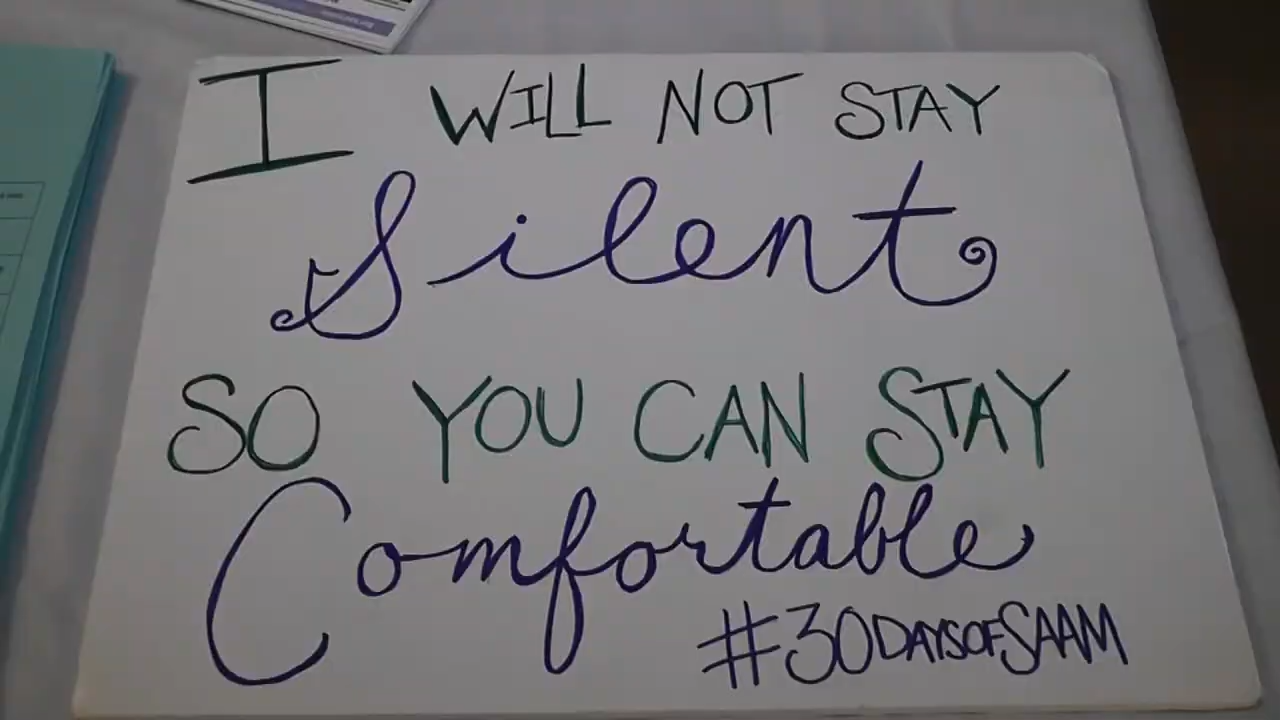 I WILL NOT STAY
Silent
SO YOU CAN STAY
Comfortable
#30DAYSOFSAAM